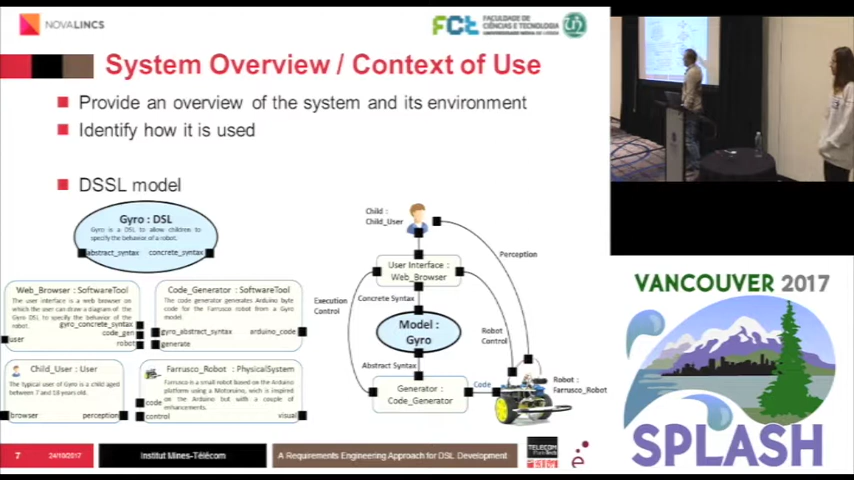 NOVALINCS
FCt
FACULDADE DE
CIÊNCIAS E TECNOLOGIA
UNIVERSIDADE NOVA DE LISBOA
System Overview / Context of Use
Provide an overview of the system and its environment
Identify how it is used
DSSL model
Gyro : DSL
Gyro is a DSL to allow children to
specify the behavior of a robot.
abstract_syntax
concrete_syntax
Web_Browser : SoftwareTool
The user interface is a web browser on
which the user can draw a diagram of the
Gyro DSL to specify the behavior of the
robot.
gyro_concrete_syntax
code_gen
robot
user
Code_Generator : SoftwareTool
The code generator generates Arduino byte
code for the Farrusco robot from a Gyro
model.
gyro_abstract_syntax
arduino_code
generate
Child_User : User
The typical user of Gyro is a child aged
between 7 and 18 years old.
browser
perception
Farrusco_Robot : PhysicalSystem
Farrusco is a small robot based on the Arduino
platform using a Motoruino, which is inspired
on the Arduino but with a couple of
enhancements.
code
control
visual
Child :
Child_User
Perception
User Interface :
Web_Browser
Execution
Control
Concrete Syntax
Model :
Gyro
Robot
Control
Abstract Syntax
Generator :
Code_Generator
Code
Robot :
Farrusco_Robot
7
24/10/2017
Institut Mines-Télécom
A Requirements Engineering Approach for DSL Development
TELECOM
VANCOUVER 2017
SPLASH